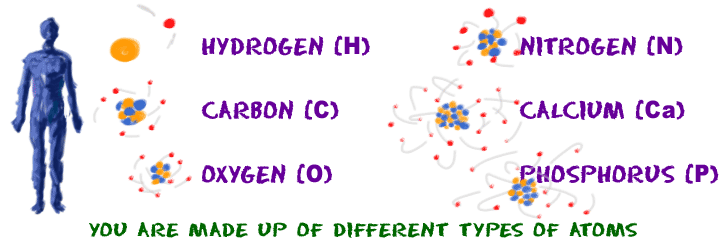 HYDROGEN (H)
NITROGEN (N)
CARBON (C)
CALCIUM (Ca)
OXYGEN (O)
PHOSPHORUS (P)
YOU ARE MADE UP OF DIFFERENT TYPES OF ATOMS